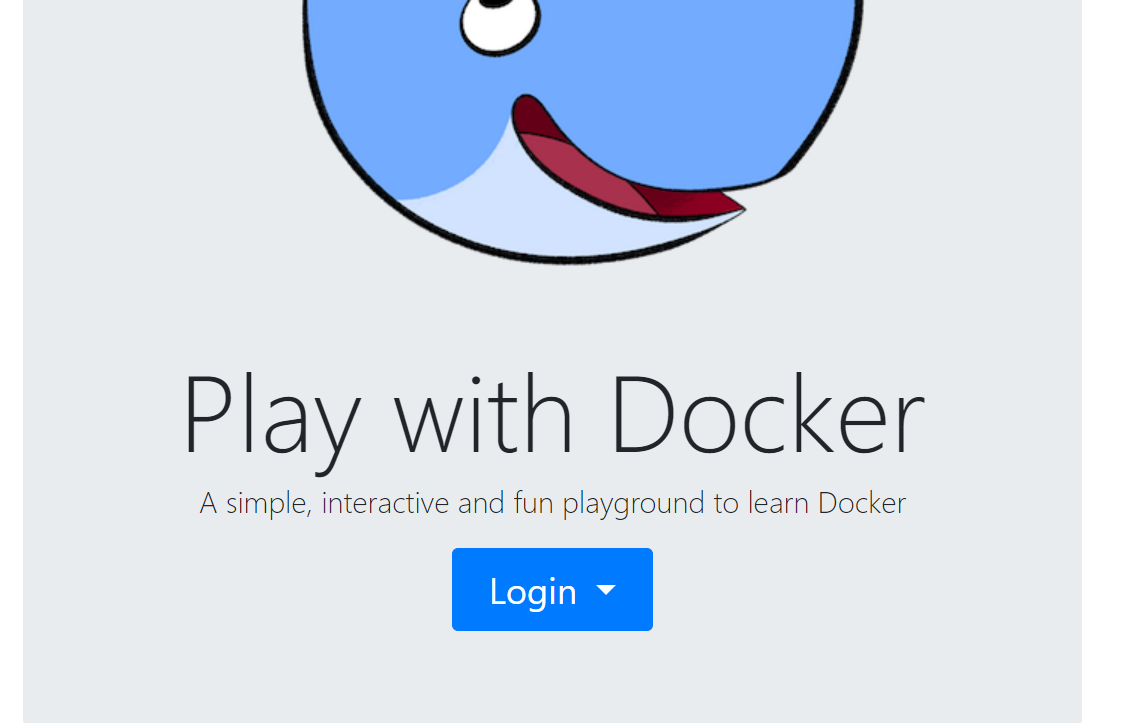 Play with Docker
A simple, interactive and fun playground to learn Docker
Login